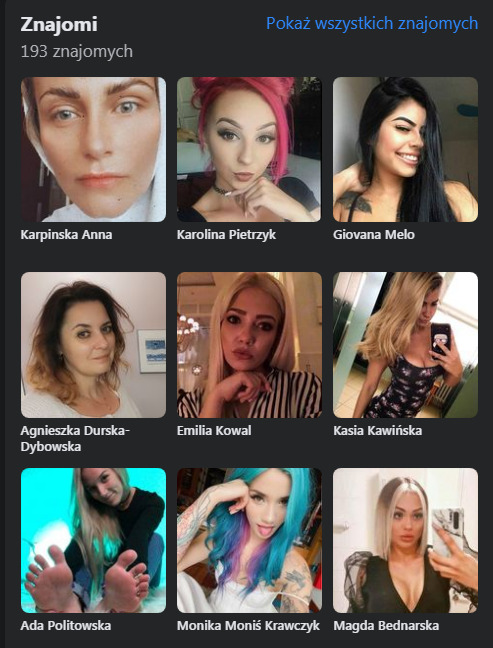 Znajomi
Pokaż wszystkich znajomych
193 znajomych
Karpinska Anna
Karolina Pietrzyk
Giovana Melo
Agnieszka Durska-
Dybowska
Emilia Kowal
Kasia Kawińska
Ada Politowska
Monika Moniś Krawczyk
Magda Bednarska